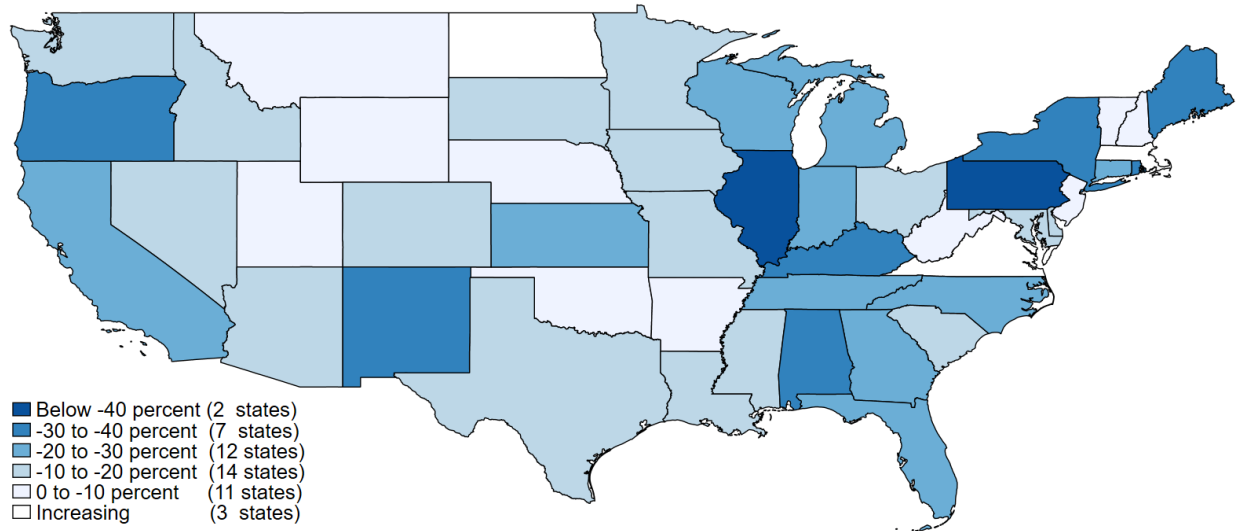 Below -40 percent (2 states)
-30 to -40 percent (7 states)
-20 to -30 percent (12 states)
-10 to -20 percent (14 states)
0 to -10 percent (11 states)
Increasing (3 states)